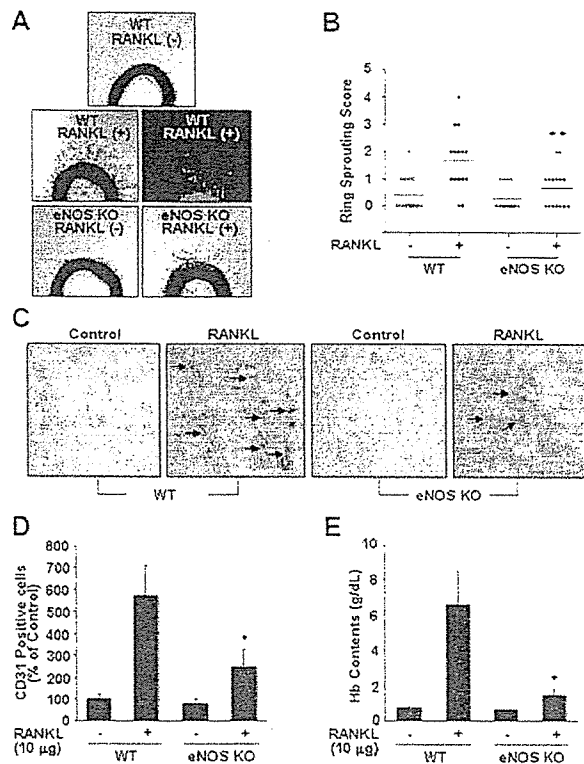 A
WT
RANKL (-)
WT
RANKL (+)
WT
RANKL (+)
eNOS KO
RANKL (-)
eNOS KO
RANKL (+)
B
Ring Sprouting Score
5
4
3
2
1
0
RANKL - + - +
WT eNOS KO
C
Control RANKL Control RANKL
WT eNOS KO
D
CD31 Positive cells
(% of Control)
800
700
600
500
400
300
200
100
0
*
RANKL - + - +
(10 µg) WT eNOS KO
E
Hb Contents (g/dL)
10
8
6
4
2
0
*
RANKL - + - +
(10 µg) WT eNOS KO